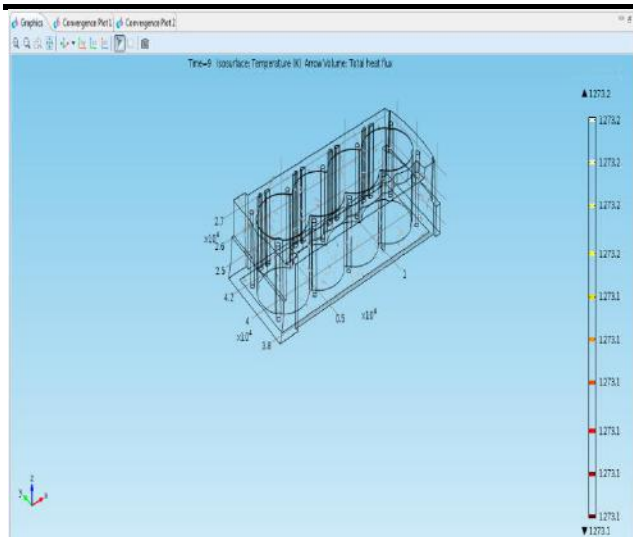 Graphics Convergence Plot 1 Convergence Plot 2
Time=9 Isosurface: Temperature (K) Arrow Volume: Total heat flux
▲ 1273.2
1273.2
1273.2
1273.2
1273.2
1273.1
1273.1
1273.1
1273.1
1273.1
1273.1
▼ 1273.1
2.7
x10⁴
2.6
2.5
4.2
4
x10⁴
3.8
0.5
x10⁴
1
z
y
x